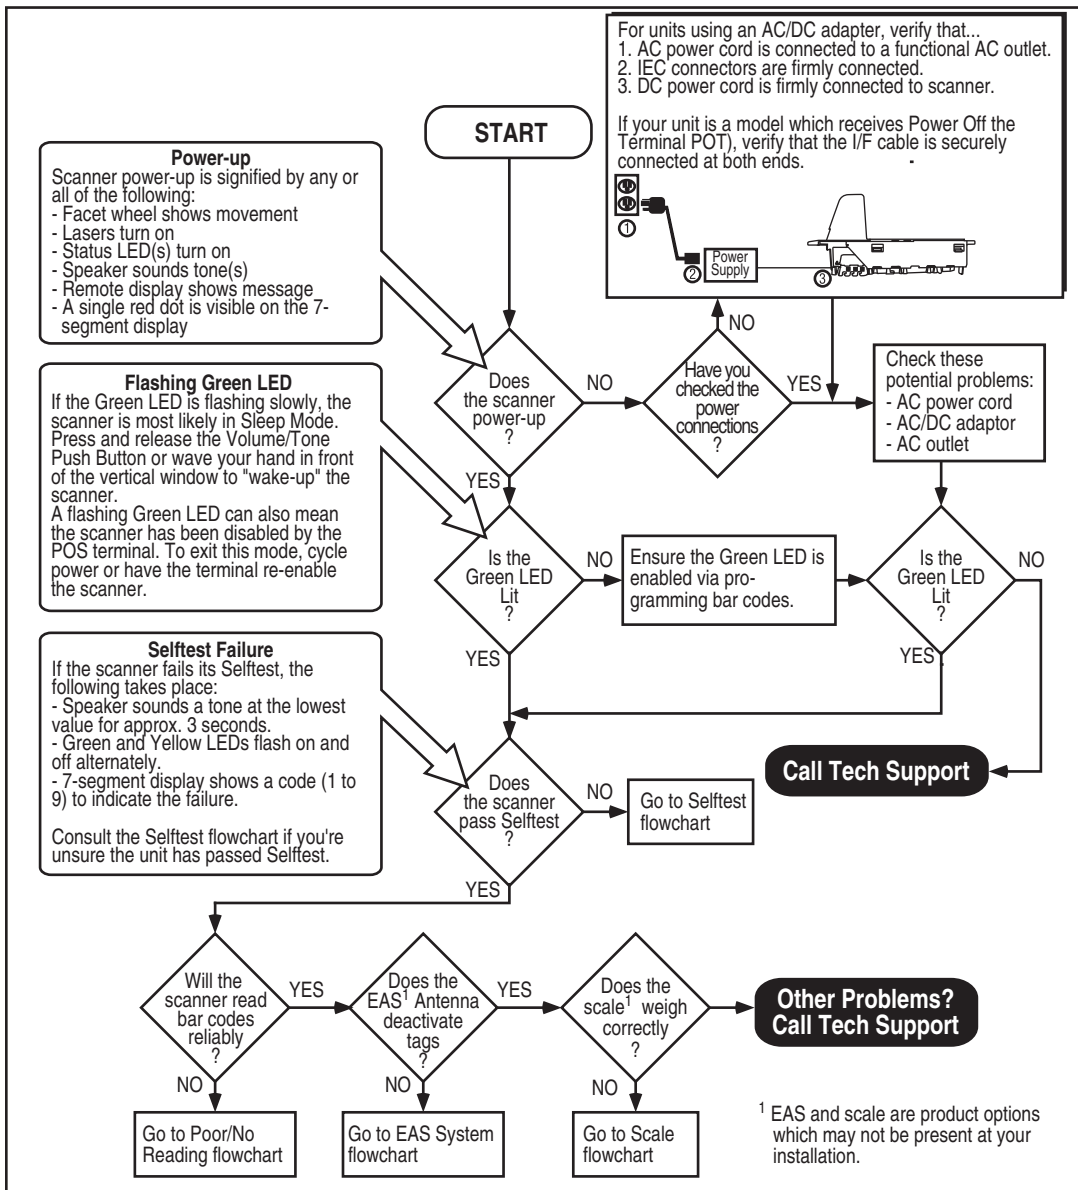 For units using an AC/DC adapter, verify that...
1. AC power cord is connected to a functional AC outlet.
2. IEC connectors are firmly connected.
3. DC power cord is firmly connected to scanner.
If your unit is a model which receives Power Off the
Terminal POT), verify that the I/F cable is securely
connected at both ends.
1
2
Power
Supply
3
START
Power-up
Scanner power-up is signified by any or
all of the following:
- Facet wheel shows movement
- Lasers turn on
- Status LED(s) turn on
- Speaker sounds tone(s)
- Remote display shows message
- A single red dot is visible on the 7-
segment display
Does
the scanner
power-up
?
NO
YES
Have you
checked the
power
connections
?
NO
YES
Check these
potential problems:
- AC power cord
- AC/DC adaptor
- AC outlet
Flashing Green LED
If the Green LED is flashing slowly, the
scanner is most likely in Sleep Mode.
Press and release the Volume/Tone
Push Button or wave your hand in front
of the vertical window to "wake-up" the
scanner.
A flashing Green LED can also mean
the scanner has been disabled by the
POS terminal. To exit this mode, cycle
power or have the terminal re-enable
the scanner.
Is the
Green LED
Lit
?
NO
YES
Ensure the Green LED is
enabled via pro-
gramming bar codes.
Is the
Green LED
Lit
?
NO
YES
Call Tech Support
Selftest Failure
If the scanner fails its Selftest, the
following takes place:
- Speaker sounds a tone at the lowest
value for approx. 3 seconds.
- Green and Yellow LEDs flash on and
off alternately.
- 7-segment display shows a code (1 to
9) to indicate the failure.
Consult the Selftest flowchart if you're
unsure the unit has passed Selftest.
Does
the scanner
pass Selftest
?
NO
YES
Go to Selftest
flowchart
Will the
scanner read
bar codes
reliably
?
YES
NO
Go to Poor/No
Reading flowchart
Does the
EAS1 Antenna
deactivate
tags
?
YES
NO
Go to EAS System
flowchart
Does the
scale1 weigh
correctly
?
NO
Go to Scale
flowchart
Other Problems?
Call Tech Support
1 EAS and scale are product options
which may not be present at your
installation.